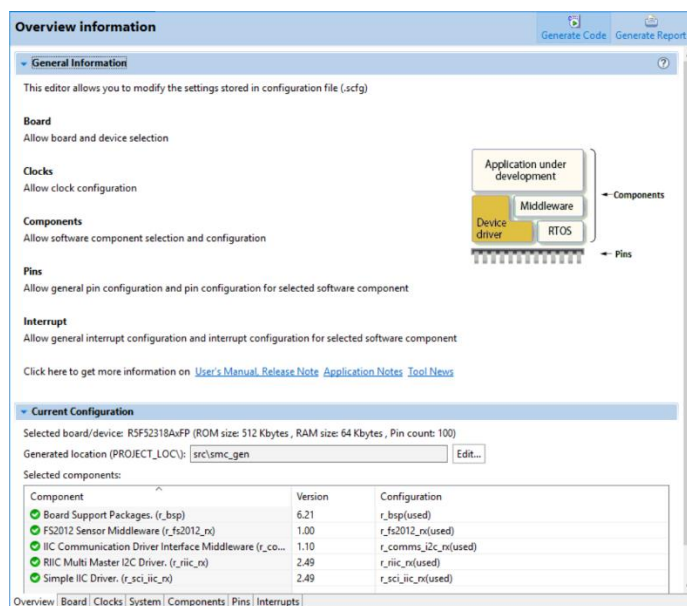 Overview information
Generate Code Generate Report
General Information
This editor allows you to modify the settings stored in configuration file (.scfg)
Board
Allow board and device selection
Clocks
Allow clock configuration
Components
Allow software component selection and configuration
Pins
Allow general pin configuration and pin configuration for selected software component
Interrupt
Allow general interrupt configuration and interrupt configuration for selected software component
Application under
development
Middleware
Device
driver
RTOS
Components
Pins
Click here to get more information on User's Manual, Release Note Application Notes Tool News
Current Configuration
Selected board/device: R5F52318AxFP (ROM size: 512 Kbytes , RAM size: 64 Kbytes , Pin count: 100)
Generated location (PROJECT_LOC\): src\smc_gen Edit...
Selected components:
Component Version Configuration
Board Support Packages. (r_bsp) 6.21 r_bsp(used)
FS2012 Sensor Middleware (r_fs2012_rx) 1.00 r_fs2012_rx(used)
IIC Communication Driver Interface Middleware (r_co... 1.10 r_comms_i2c_rx(used)
RIIC Multi Master I2C Driver. (r_riic_rx) 2.49 r_riic_rx(used)
Simple IIC Driver. (r_sci_iic_rx) 2.49 r_sci_iic_rx(used)
Overview Board Clocks System Components Pins Interrupts